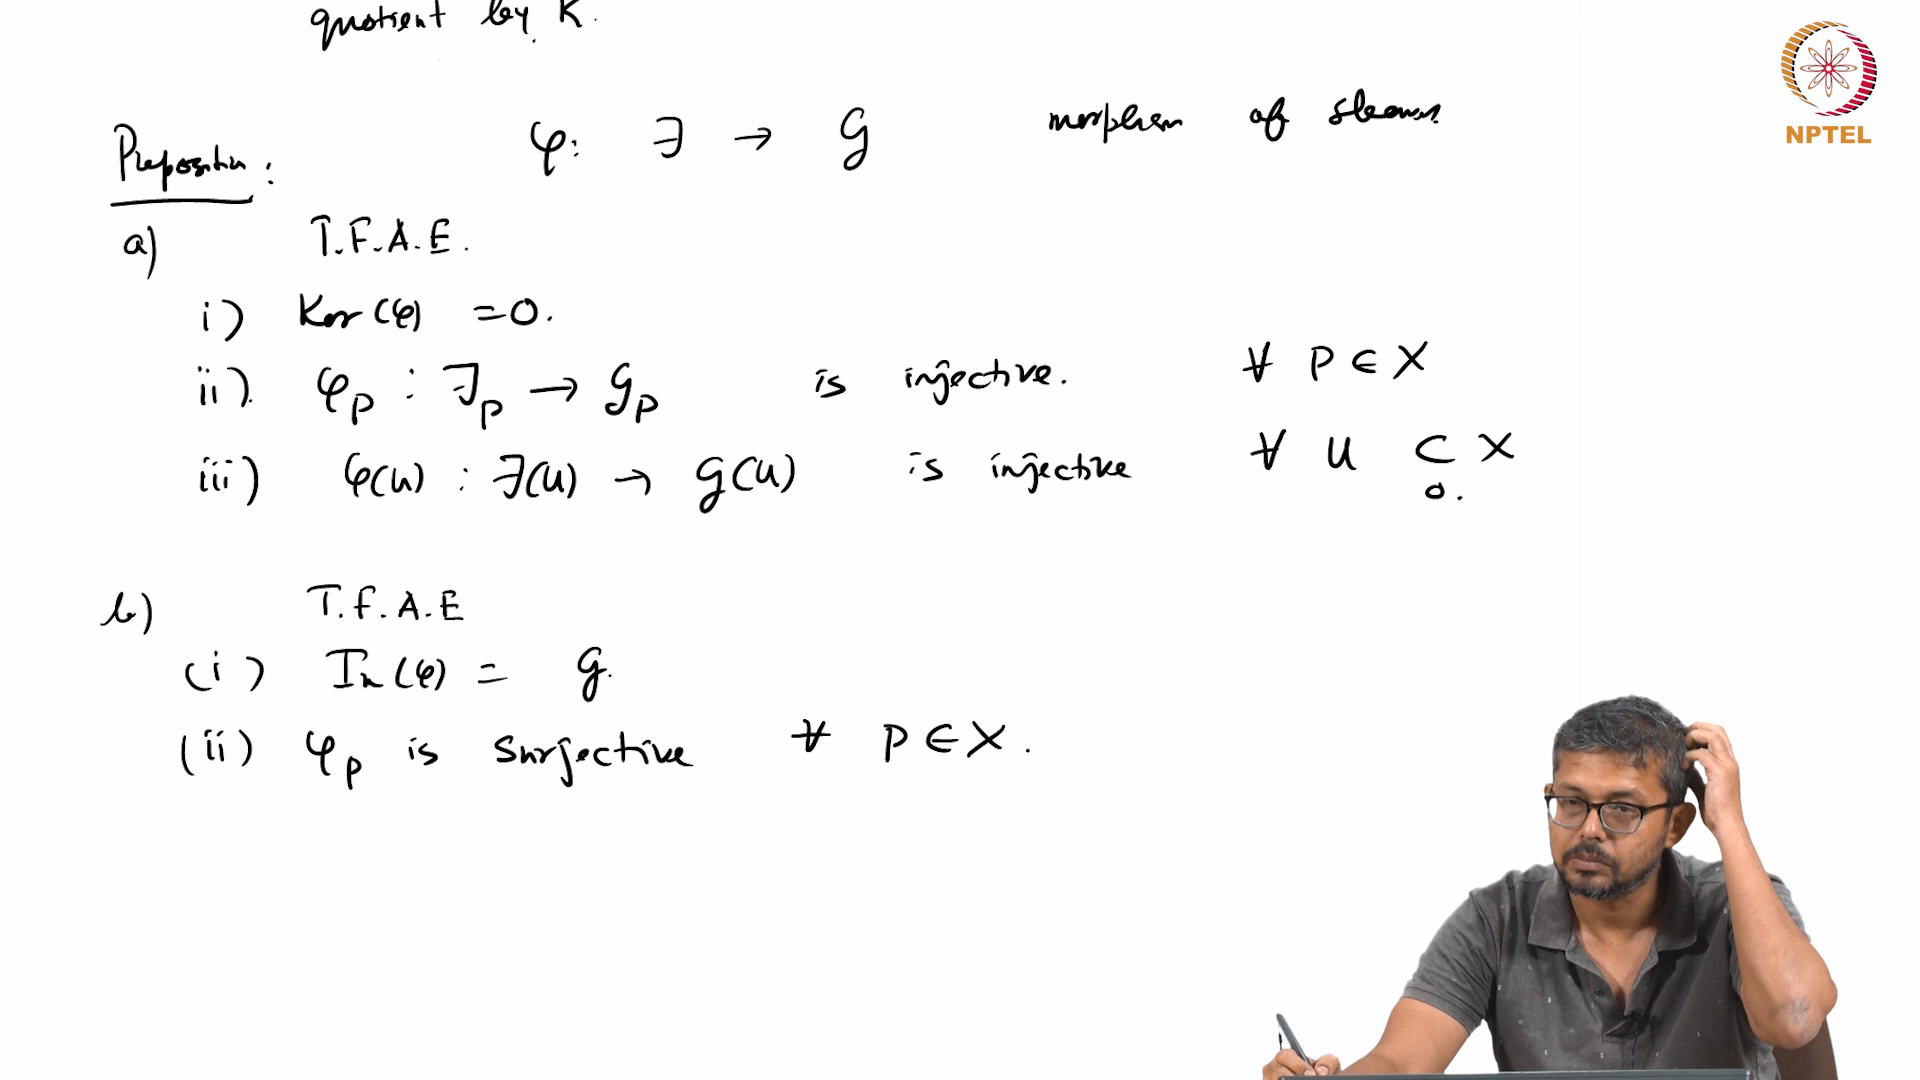 quotient by K.
NPTEL
Proposition: φ: ℱ → 𝒢 morphism of sheaves.
a) T.F.A.E.
i) Ker(φ) = 0.
ii). φ_P : ℱ_P → 𝒢_P is injective. ∀ P ∈ X
iii) φ(U) : ℱ(U) → 𝒢(U) is injective ∀ U ⊂ X
o.
b) T.F.A.E
(i) Im(φ) = 𝒢.
(ii) φ_P is surjective ∀ P ∈ X.